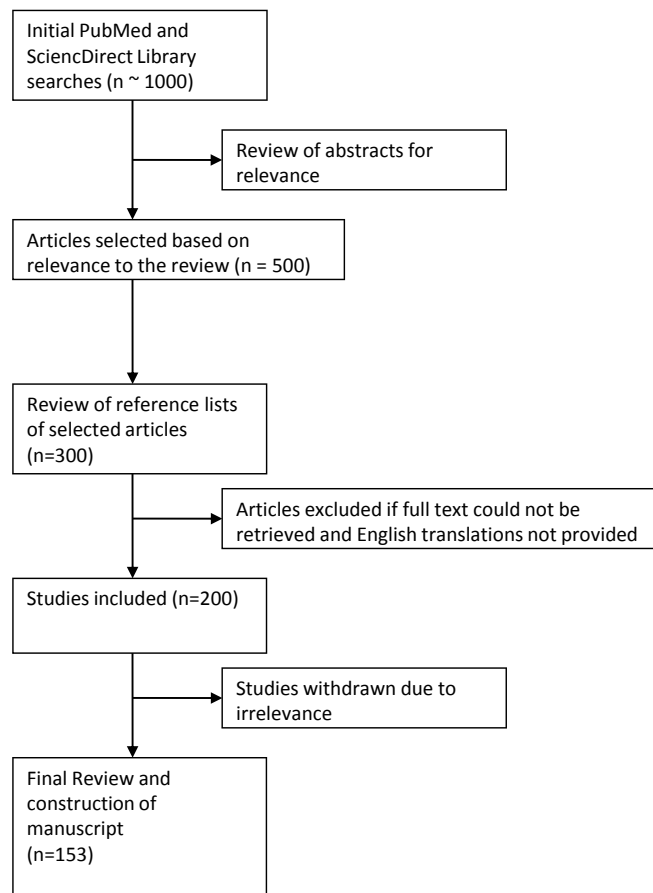 Initial PubMed and
SciencDirect Library
searches (n ~ 1000)
Review of abstracts for
relevance
Articles selected based on
relevance to the review (n = 500)
Review of reference lists
of selected articles
(n=300)
Articles excluded if full text could not be
retrieved and English translations not provided
Studies included (n=200)
Studies withdrawn due to
irrelevance
Final Review and
construction of
manuscript
(n=153)